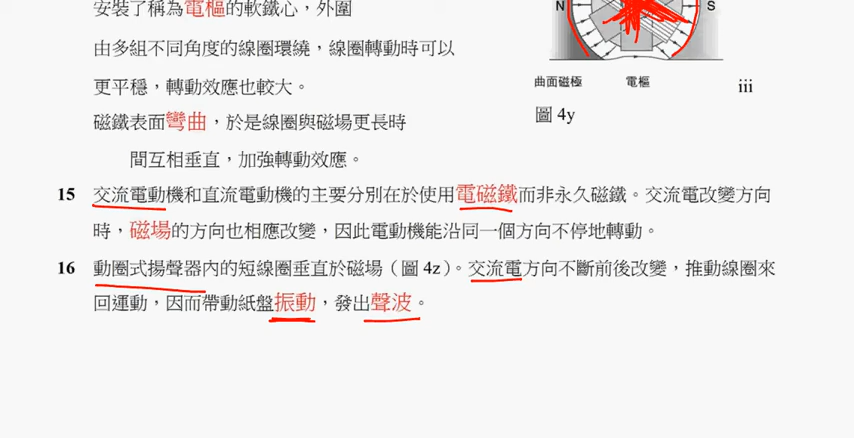 安裝了稱為電樞的軟鐵心，外圍
N
S
由多組不同角度的線圈環繞，線圈轉動時可以
更平穩，轉動效應也較大。
曲面磁極
電樞
iii
圖 4y
磁鐵表面彎曲，於是線圈與磁場更長時
間互相垂直，加強轉動效應。
15 交流電動機和直流電動機的主要分別在於使用電磁鐵而非永久磁鐵。交流電改變方向
時，磁場的方向也相應改變，因此電動機能沿同一個方向不停地轉動。
16 動圈式揚聲器內的短線圈垂直於磁場（圖 4z）。交流電方向不斷前後改變，推動線圈來
回運動，因而帶動紙盤振動，發出聲波。